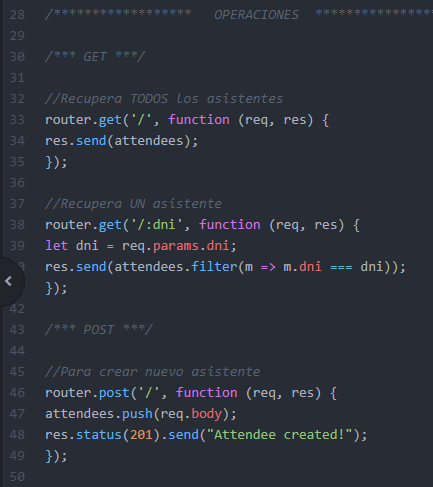 28 /******************   OPERACIONES  ****************
29
30 /*** GET ***/
31
32 //Recupera TODOS los asistentes
33 router.get('/', function (req, res) {
34 res.send(attendees);
35 });
36
37 //Recupera UN asistente
38 router.get('/:dni', function (req, res) {
39 let dni = req.params.dni;
0 res.send(attendees.filter(m => m.dni === dni));
});
42
43 /*** POST ***/
44
45 //Para crear nuevo asistente
46 router.post('/', function (req, res) {
47 attendees.push(req.body);
48 res.status(201).send("Attendee created!");
49 });
50